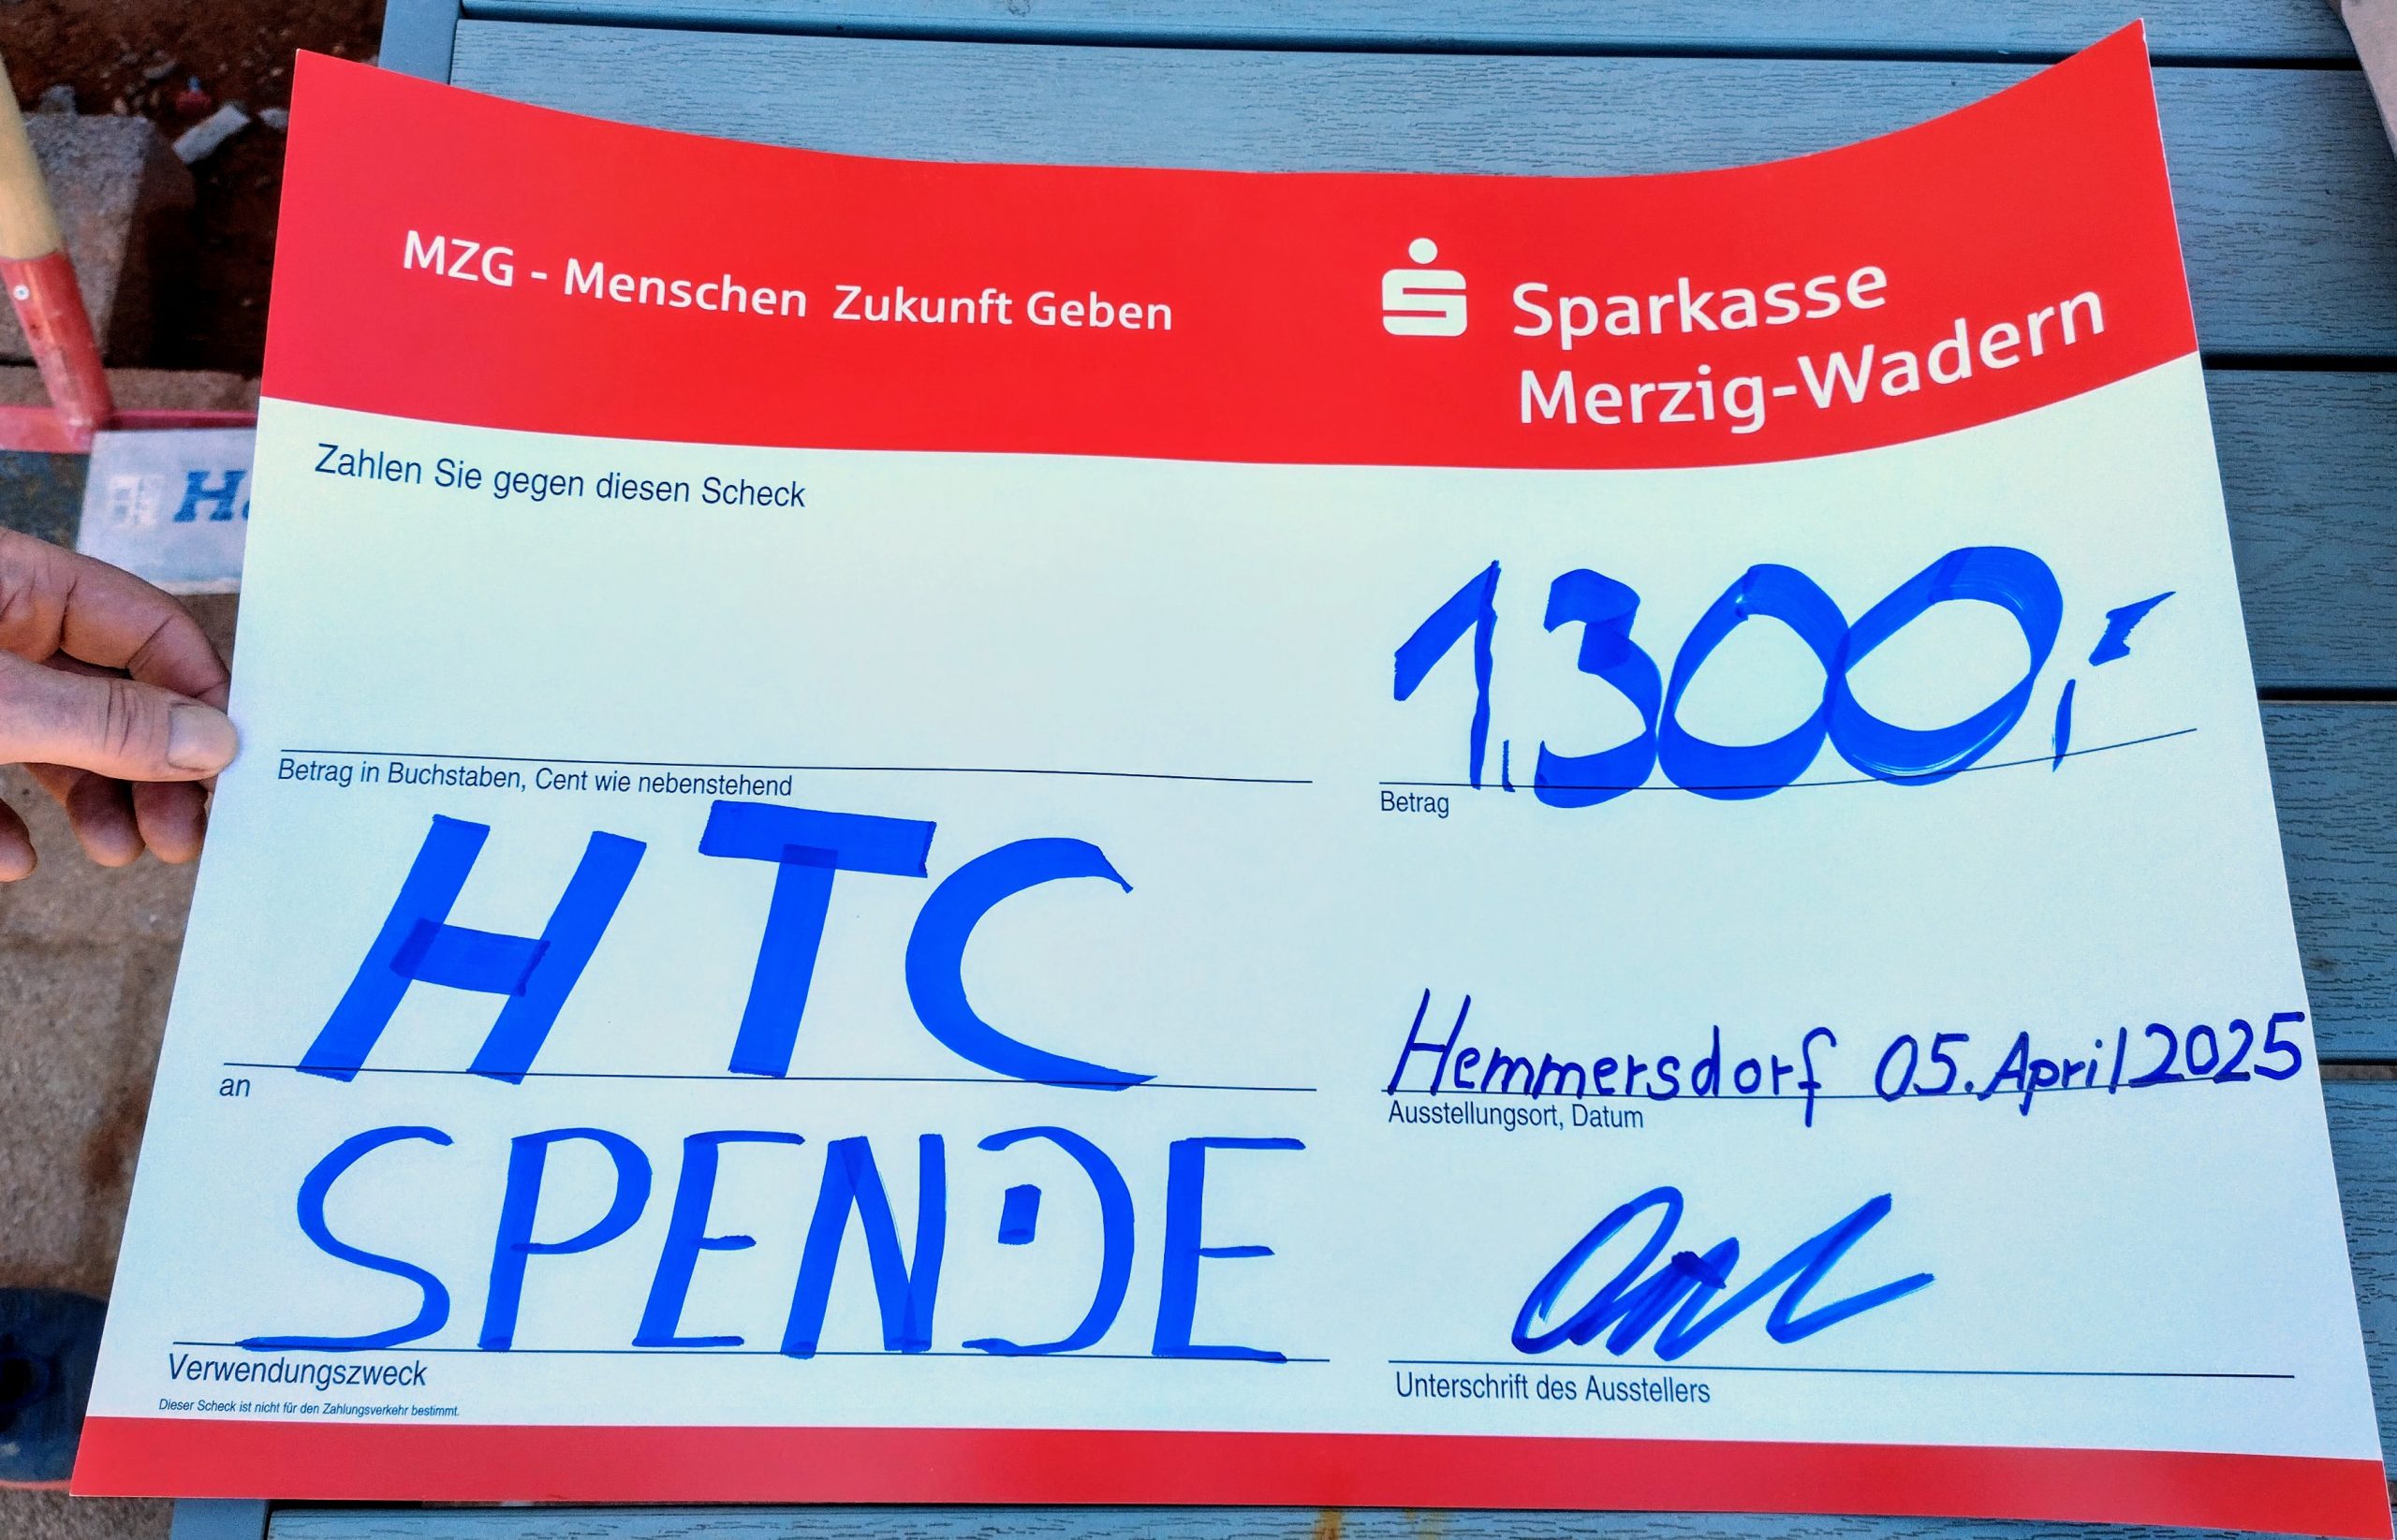 MZG - Menschen Zukunft Geben
Sparkasse
Merzig-Wadern
Zahlen Sie gegen diesen Scheck
1.300,-
Betrag in Buchstaben, Cent wie nebenstehend
Betrag
HTC
Hemmersdorf 05. April 2025
an
Ausstellungsort, Datum
SPENDE
Verwendungszweck
Unterschrift des Ausstellers
Dieser Scheck ist nicht für den Zahlungsverkehr bestimmt.